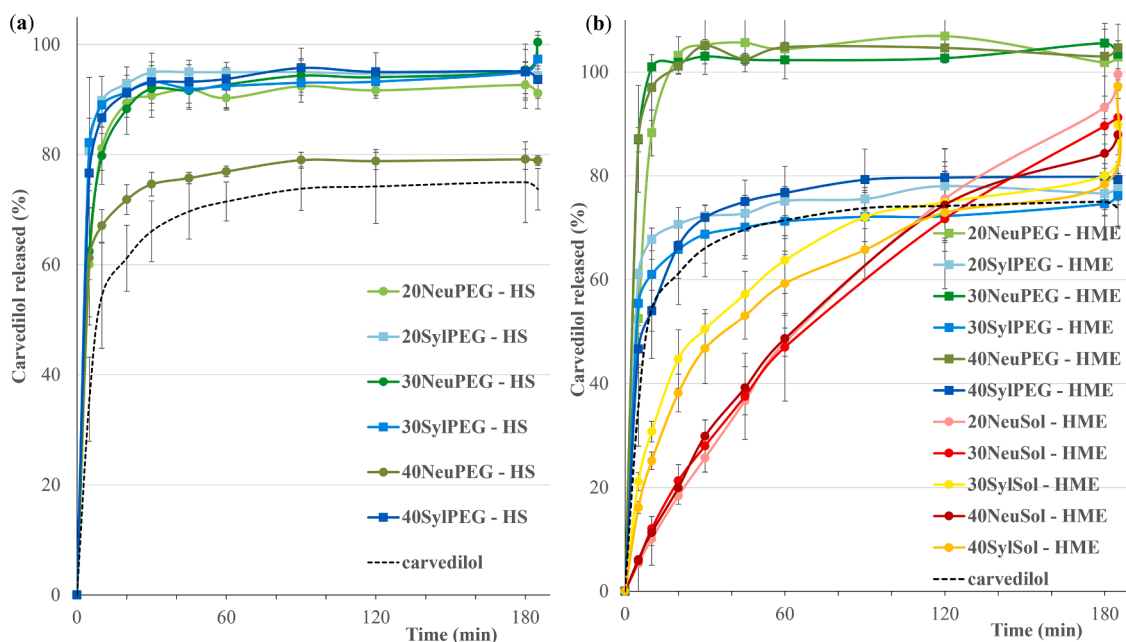 (a)
Carvedilol released (%)
100
80
60
40
20
0
0
60
120
180
Time (min)
20NeuPEG - HS
20SylPEG - HS
30NeuPEG - HS
30SylPEG - HS
40NeuPEG - HS
40SylPEG - HS
carvedilol
(b)
Carvedilol released (%)
100
80
60
40
20
0
0
60
120
180
Time (min)
20NeuPEG - HME
20SylPEG - HME
30NeuPEG - HME
30SylPEG - HME
40NeuPEG - HME
40SylPEG - HME
20NeuSol - HME
30NeuSol - HME
30SylSol - HME
40NeuSol - HME
40SylSol - HME
carvedilol